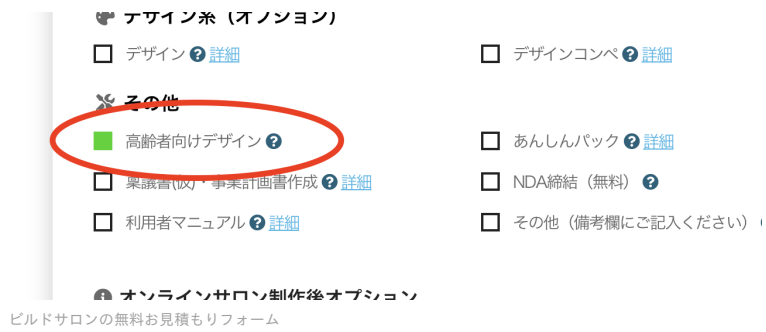 デザイン系（オプション）
デザイン ? 詳細
デザインコンペ ? 詳細
その他
高齢者向けデザイン ?
あんしんパック ? 詳細
稟議書(仮)・事業計画書作成 ? 詳細
NDA締結（無料） ?
利用者マニュアル ? 詳細
その他（備考欄にご記入ください）
オンラインサロン制作後オプション
ビルドサロンの無料お見積もりフォーム